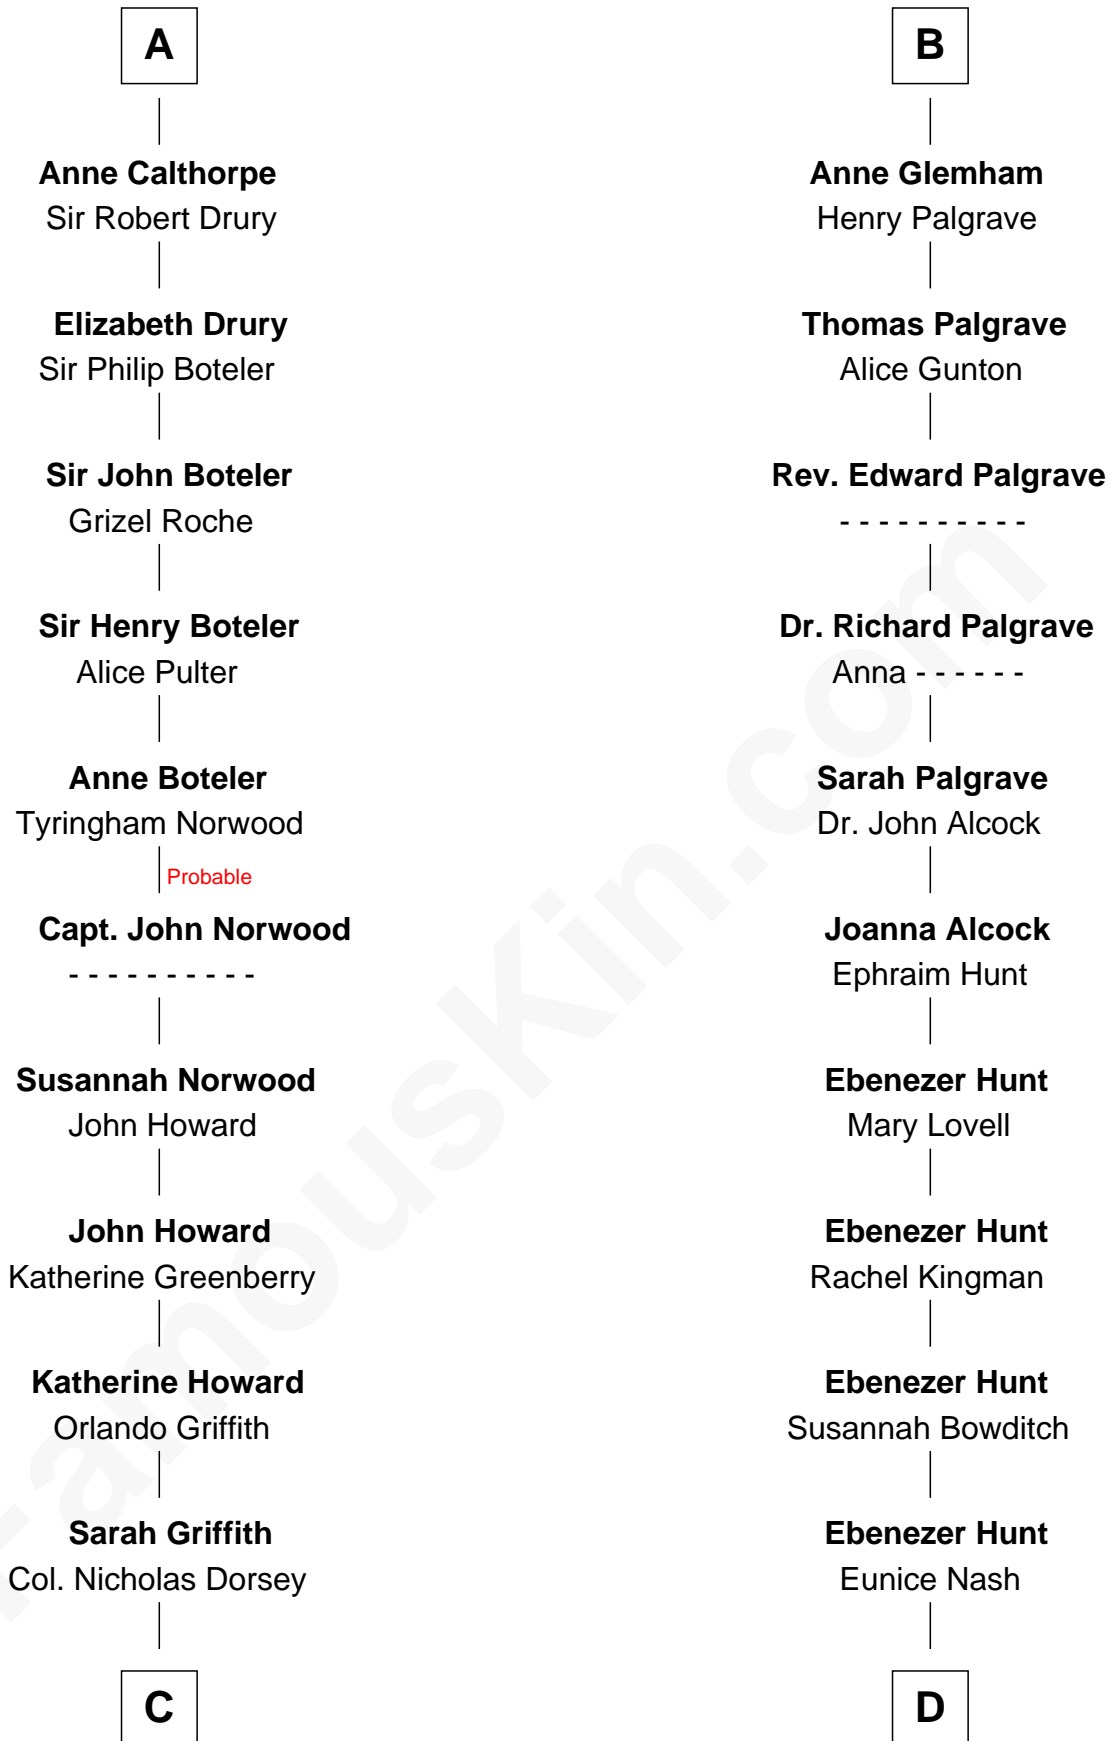 A
Anne Calthorpe
Sir Robert Drury
Elizabeth Drury
Sir Philip Boteler
Sir John Boteler
Grizel Roche
Sir Henry Boteler
Alice Pulter
Anne Boteler
Tyringham Norwood
Probable
Capt. John Norwood
- - - - - - - - - -
Susannah Norwood
John Howard
John Howard
Katherine Greenberry
Katherine Howard
Orlando Griffith
Sarah Griffith
Col. Nicholas Dorsey
C
B
Anne Glemham
Henry Palgrave
Thomas Palgrave
Alice Gunton
Rev. Edward Palgrave
- - - - - - - - - -
Dr. Richard Palgrave
Anna - - - - - -
Sarah Palgrave
Dr. John Alcock
Joanna Alcock
Ephraim Hunt
Ebenezer Hunt
Mary Lovell
Ebenezer Hunt
Rachel Kingman
Ebenezer Hunt
Susannah Bowditch
Ebenezer Hunt
Eunice Nash
D
FamousKin.com